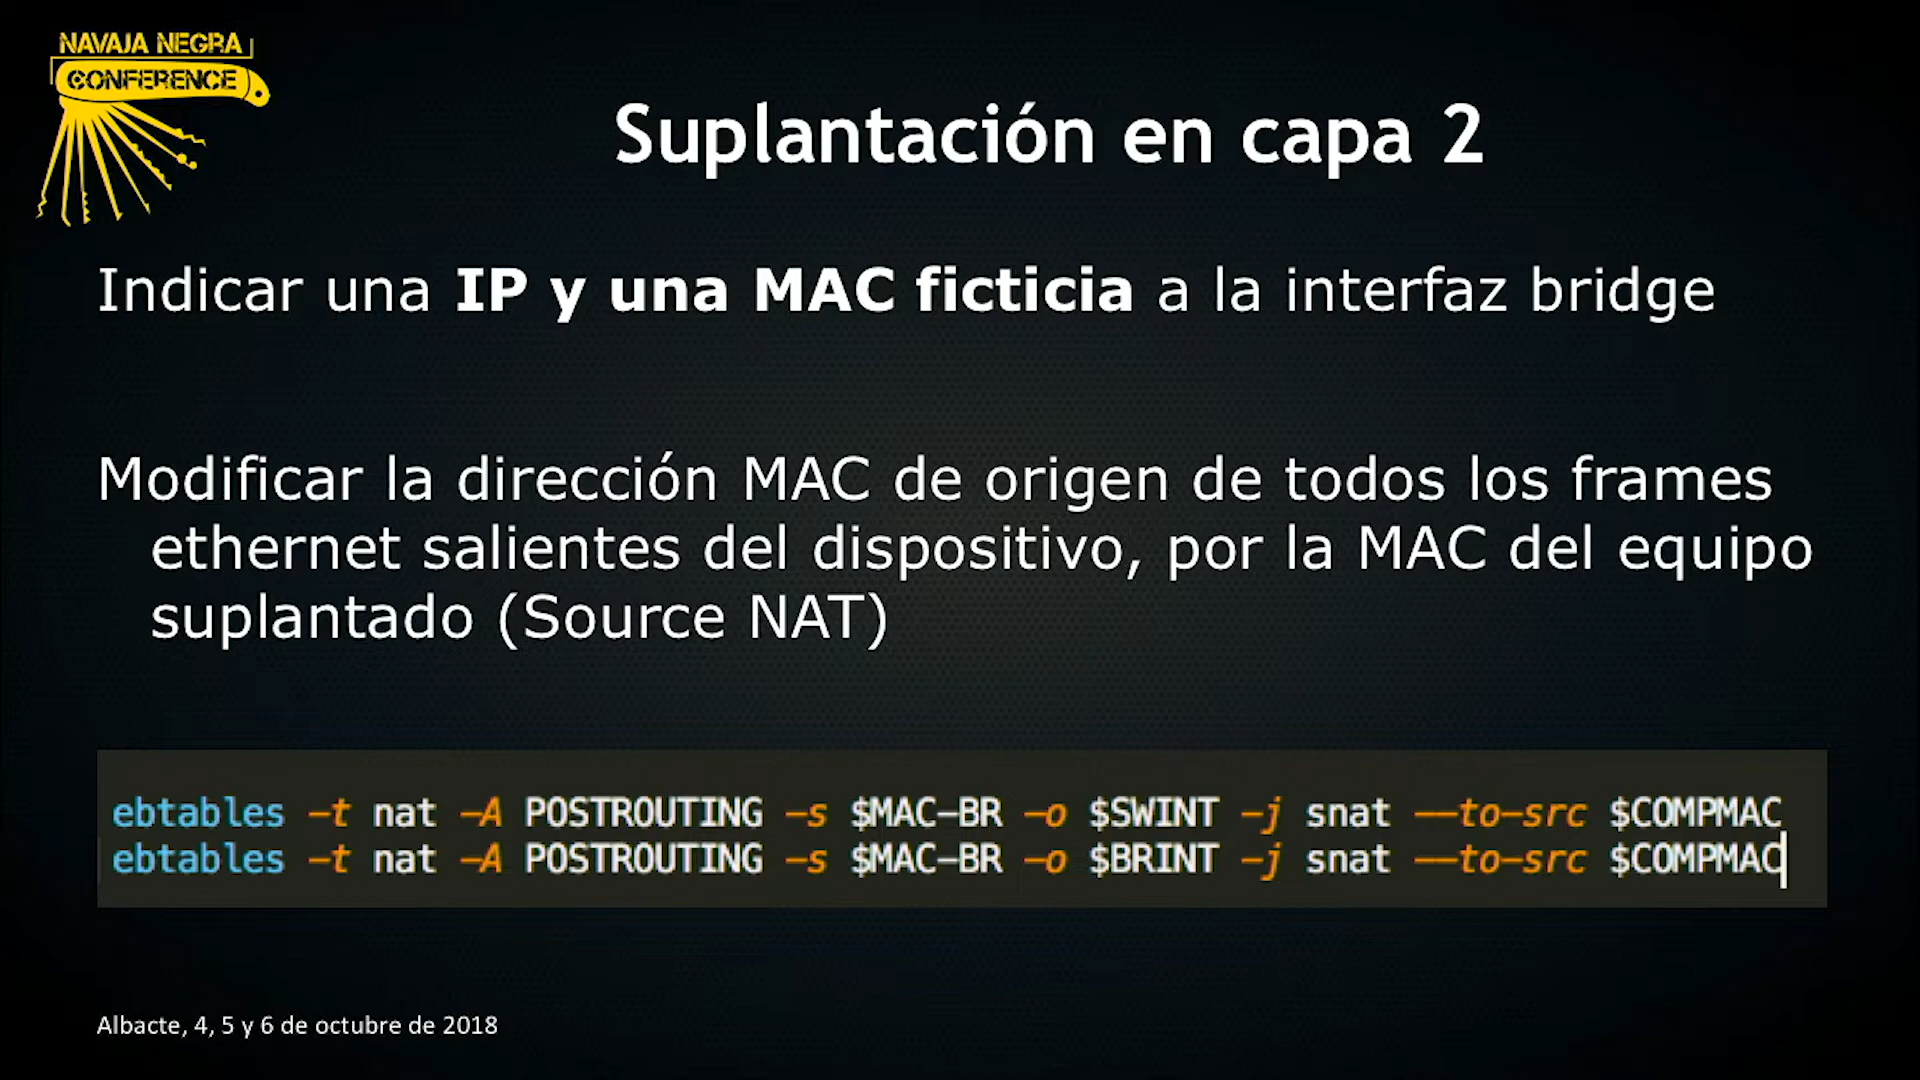 NAVAJA NEGRA
CONFERENCE
Suplantación en capa 2
Indicar una IP y una MAC ficticia a la interfaz bridge
Modificar la dirección MAC de origen de todos los frames
ethernet salientes del dispositivo, por la MAC del equipo
suplantado (Source NAT)
ebtables -t nat -A POSTROUTING -s $MAC-BR -o $SWINT -j snat --to-src $COMPMAC
ebtables -t nat -A POSTROUTING -s $MAC-BR -o $BRINT -j snat --to-src $COMPMAC
Albacte, 4, 5 y 6 de octubre de 2018